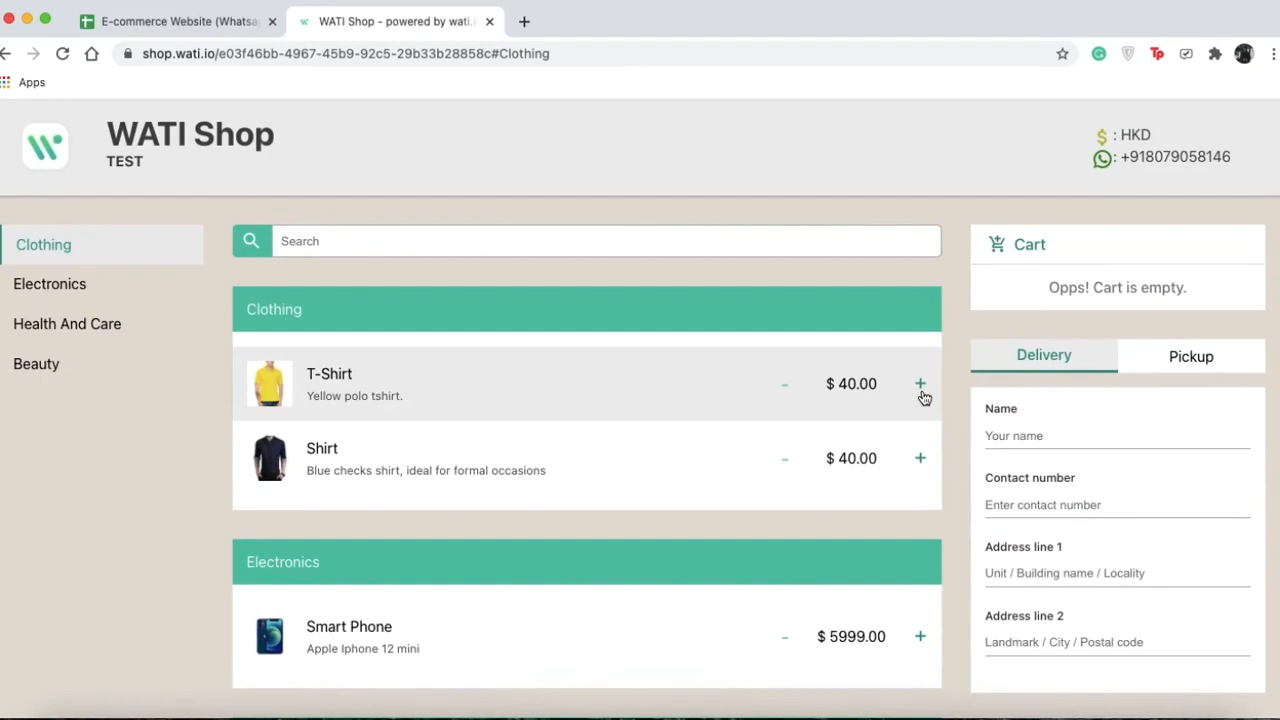 E-commerce Website (Whatsa
WATI Shop - powered by wati.i
shop.wati.io/e03f46bb-4967-45b9-92c5-29b33b28858c#Clothing
Apps
WATI Shop
TEST
$ : HKD
: +918079058146
Clothing
Electronics
Health And Care
Beauty
Search
Clothing
T-Shirt
Yellow polo tshirt.
- $ 40.00 +
Shirt
Blue checks shirt, ideal for formal occasions
- $ 40.00 +
Electronics
Smart Phone
Apple Iphone 12 mini
- $ 5999.00 +
Cart
Opps! Cart is empty.
Delivery
Pickup
Name
Your name
Contact number
Enter contact number
Address line 1
Unit / Building name / Locality
Address line 2
Landmark / City / Postal code